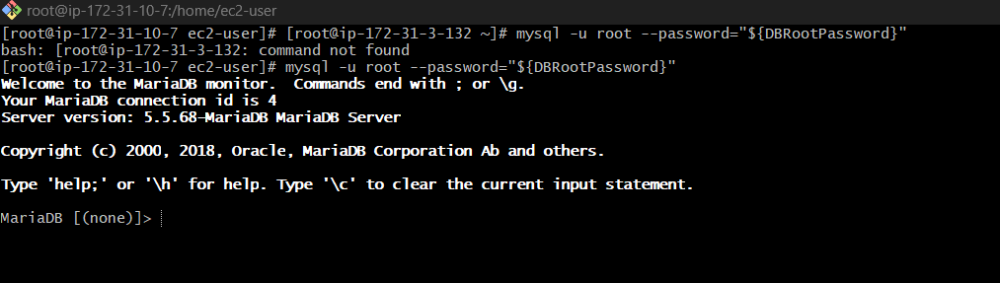 root@ip-172-31-10-7:/home/ec2-user
[root@ip-172-31-10-7 ec2-user]# [root@ip-172-31-3-132 ~]# mysql -u root --password="${DBRootPassword}"
bash: [root@ip-172-31-3-132: command not found
[root@ip-172-31-10-7 ec2-user]# mysql -u root --password="${DBRootPassword}"
Welcome to the MariaDB monitor.  Commands end with ; or \g.
Your MariaDB connection id is 4
Server version: 5.5.68-MariaDB MariaDB Server
Copyright (c) 2000, 2018, Oracle, MariaDB Corporation Ab and others.
Type 'help;' or '\h' for help. Type '\c' to clear the current input statement.
MariaDB [(none)]>